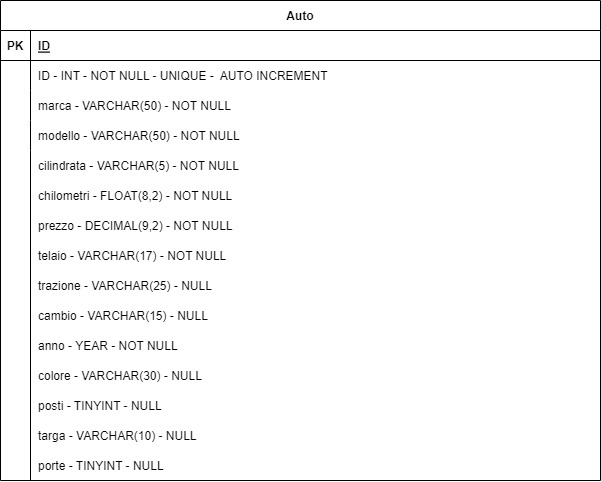 Auto
PK ID
ID - INT - NOT NULL - UNIQUE - AUTO INCREMENT
marca - VARCHAR(50) - NOT NULL
modello - VARCHAR(50) - NOT NULL
cilindrata - VARCHAR(5) - NOT NULL
chilometri - FLOAT(8,2) - NOT NULL
prezzo - DECIMAL(9,2) - NOT NULL
telaio - VARCHAR(17) - NOT NULL
trazione - VARCHAR(25) - NULL
cambio - VARCHAR(15) - NULL
anno - YEAR - NOT NULL
colore - VARCHAR(30) - NULL
posti - TINYINT - NULL
targa - VARCHAR(10) - NULL
porte - TINYINT - NULL